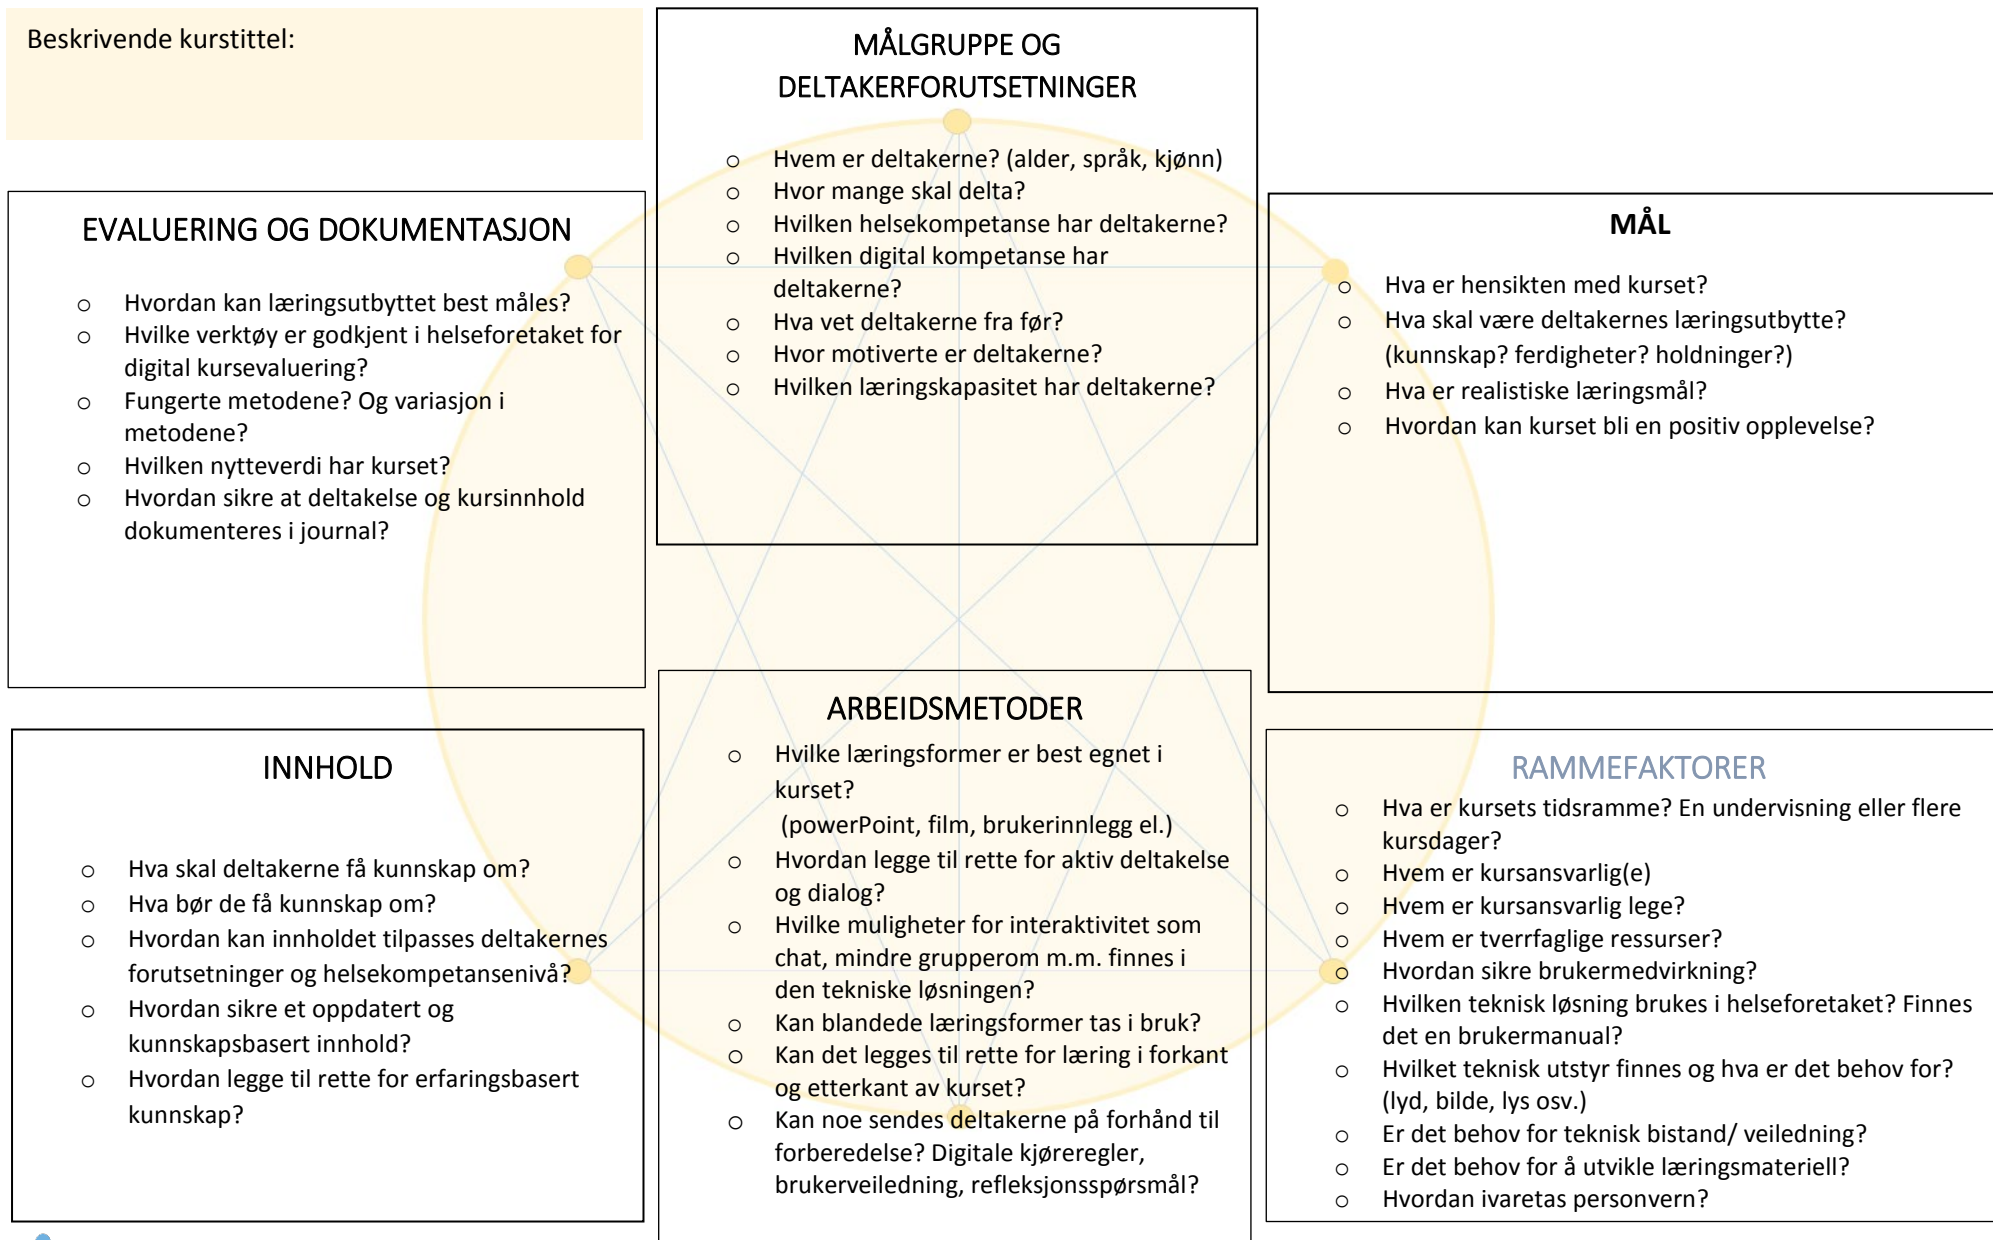 Beskrivende kurstittel:
MÅLGRUPPE OG
DELTAKERFORUTSETNINGER
o Hvem er deltakerne? (alder, språk, kjønn)
o Hvor mange skal delta?
o Hvilken helsekompetanse har deltakerne?
o Hvilken digital kompetanse har
deltakerne?
o Hva vet deltakerne fra før?
o Hvor motiverte er deltakerne?
o Hvilken læringskapasitet har deltakerne?
EVALUERING OG DOKUMENTASJON
o Hvordan kan læringsutbyttet best måles?
o Hvilke verktøy er godkjent i helseforetaket for
digital kursevaluering?
o Fungerte metodene? Og variasjon i
metodene?
o Hvilken nytteverdi har kurset?
o Hvordan sikre at deltakelse og kursinnhold
dokumenteres i journal?
MÅL
o Hva er hensikten med kurset?
o Hva skal være deltakernes læringsutbytte?
(kunnskap? ferdigheter? holdninger?)
o Hva er realistiske læringsmål?
o Hvordan kan kurset bli en positiv opplevelse?
INNHOLD
o Hva skal deltakerne få kunnskap om?
o Hva bør de få kunnskap om?
o Hvordan kan innholdet tilpasses deltakernes
forutsetninger og helsekompetansenivå?
o Hvordan sikre et oppdatert og
kunnskapsbasert innhold?
o Hvordan legge til rette for erfaringsbasert
kunnskap?
ARBEIDSMETODER
o Hvilke læringsformer er best egnet i
kurset?
(powerPoint, film, brukerinnlegg el.)
o Hvordan legge til rette for aktiv deltakelse
og dialog?
o Hvilke muligheter for interaktivitet som
chat, mindre grupperom m.m. finnes i
den tekniske løsningen?
o Kan blandede læringsformer tas i bruk?
o Kan det legges til rette for læring i forkant
og etterkant av kurset?
o Kan noe sendes deltakerne på forhånd til
forberedelse? Digitale kjøreregler,
brukerveiledning, refleksjonsspørsmål?
RAMMEFAKTORER
o Hva er kursets tidsramme? En undervisning eller flere
kursdager?
o Hvem er kursansvarlig(e)
o Hvem er kursansvarlig lege?
o Hvem er tverrfaglige ressurser?
o Hvordan sikre brukermedvirkning?
o Hvilken teknisk løsning brukes i helseforetaket? Finnes
det en brukermanual?
o Hvilket teknisk utstyr finnes og hva er det behov for?
(lyd, bilde, lys osv.)
o Er det behov for teknisk bistand/ veiledning?
o Er det behov for å utvikle læringsmateriell?
o Hvordan ivaretas personvern?